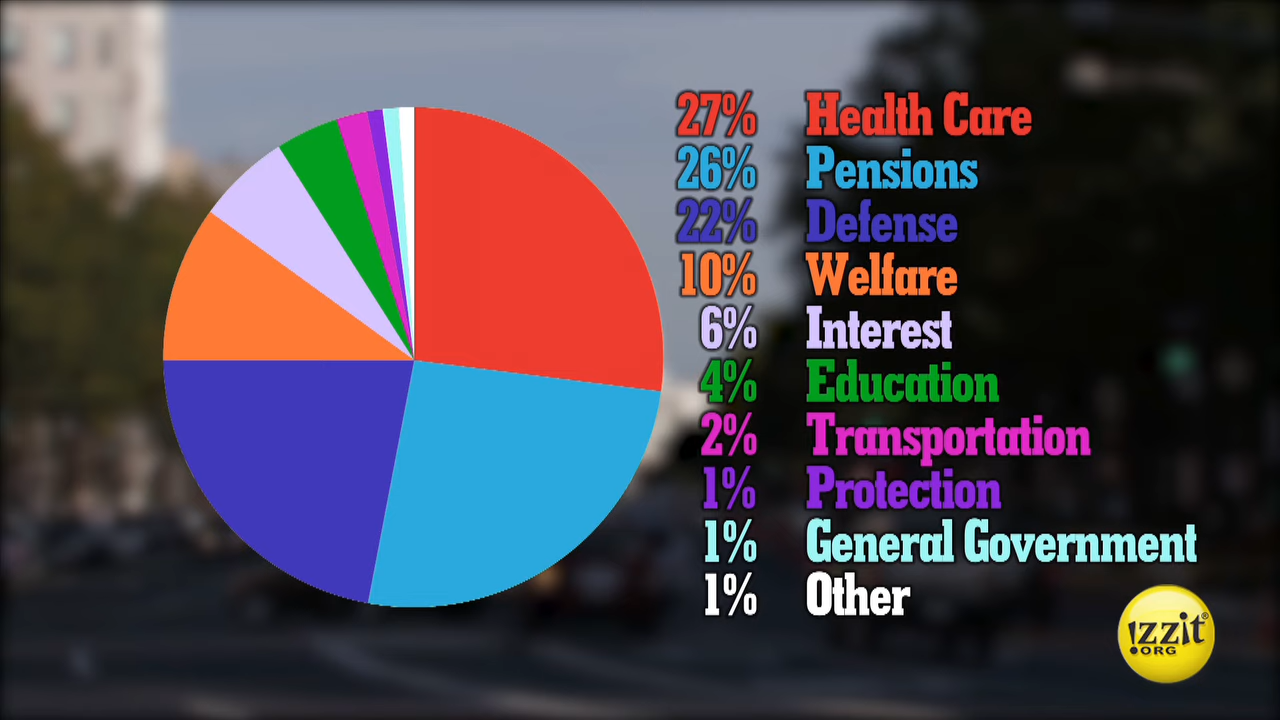 27% Health Care
26% Pensions
22% Defense
10% Welfare
6% Interest
4% Education
2% Transportation
1% Protection
1% General Government
1% Other
!zzit®
.ORG